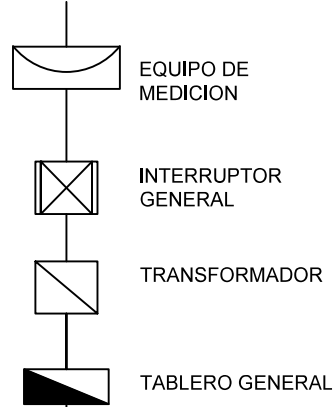 EQUIPO DE
MEDICION
INTERRUPTOR
GENERAL
TRANSFORMADOR
TABLERO GENERAL